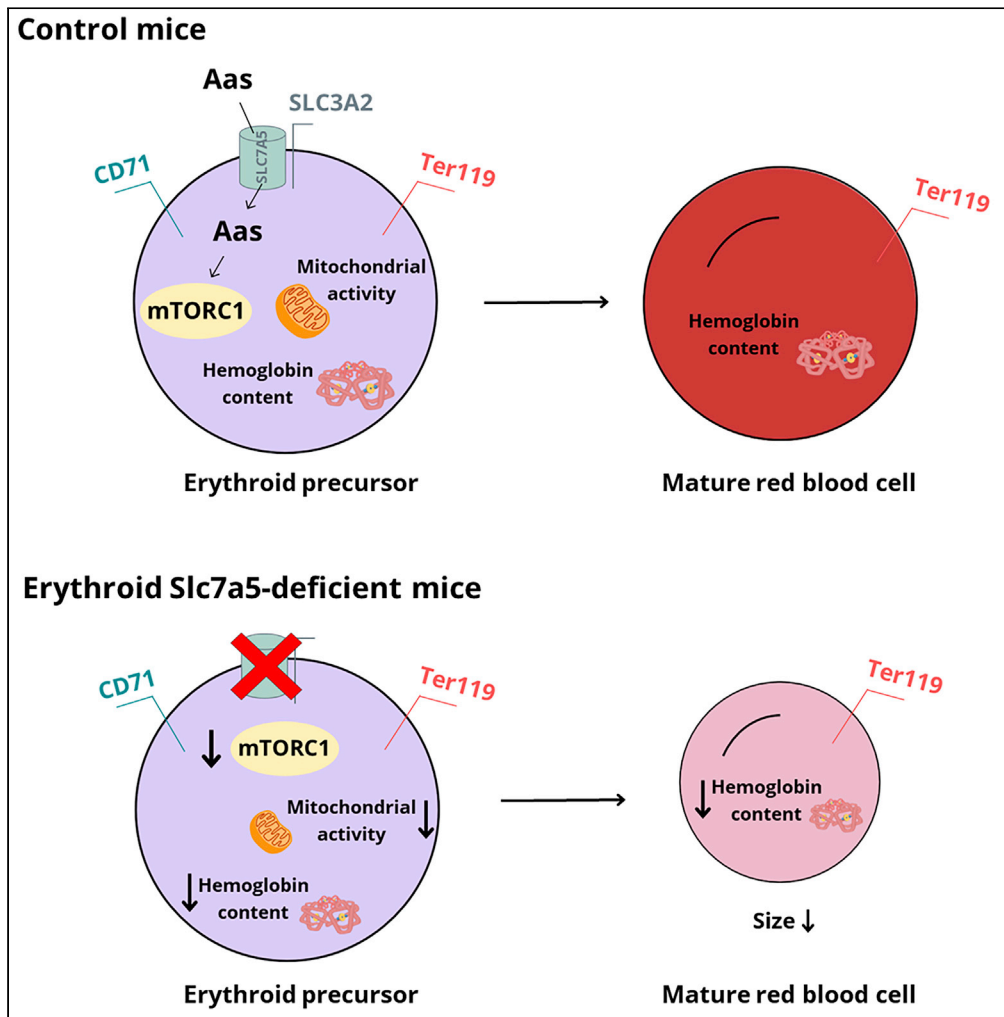 Control mice
Aas
SLC3A2
SLC7A5
CD71
Ter119
Aas
mTORC1
Mitochondrial
activity
Hemoglobin
content
Erythroid precursor
Ter119
Hemoglobin
content
Mature red blood cell
Erythroid Slc7a5-deficient mice
CD71
Ter119
↓ mTORC1
Mitochondrial ↓
activity
↓ Hemoglobin
content
Erythroid precursor
Ter119
↓ Hemoglobin
content
Size ↓
Mature red blood cell